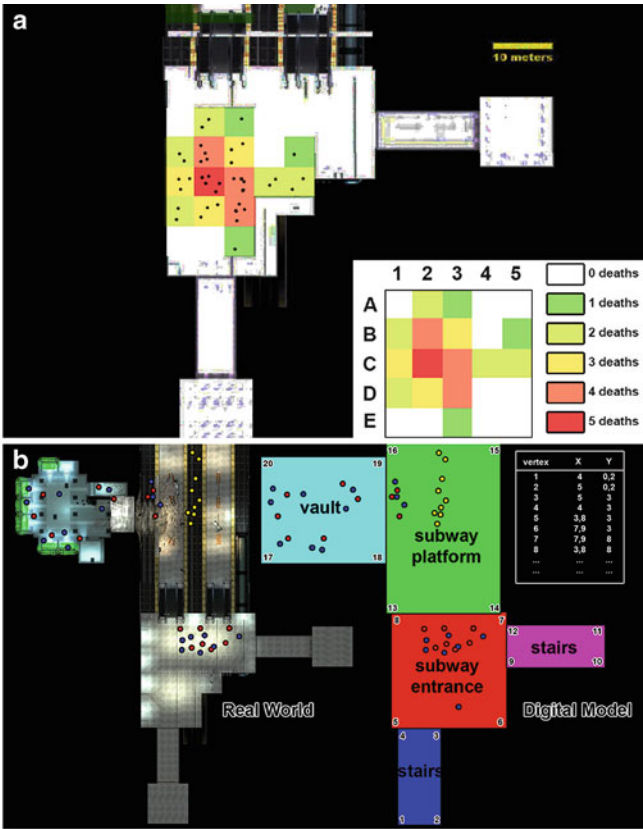 a
10 meters
1 2 3 4 5
A
B
C
D
E
0 deaths
1 deaths
2 deaths
3 deaths
4 deaths
5 deaths
b
20 19
vault
17 18
16 15
subway
platform
13 14
vertex X Y
1 4 0,2
2 5 0,2
3 5 3
4 4 3
5 3,8 3
6 7,9 3
7 7,9 8
8 3,8 8
... ... ...
... ... ...
8 7
subway
entrance
5 6
12 11
stairs
9 10
Real World
Digital Model
4 3
stairs
1 2